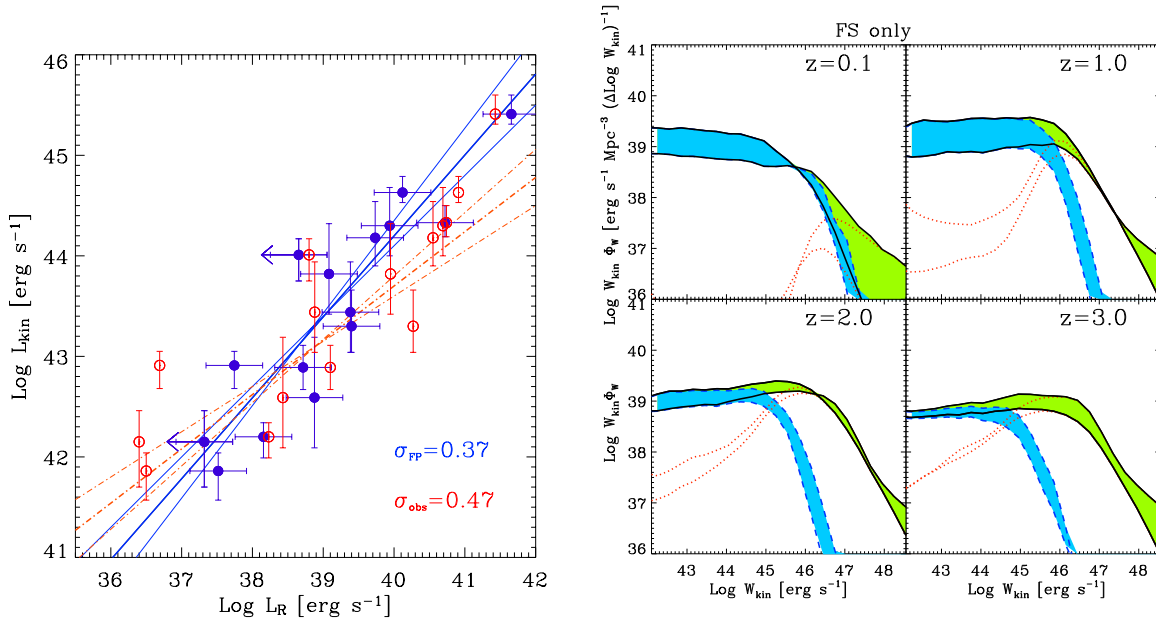 46
45
44
43
42
41
Log L_kin [erg s⁻¹]
σ_FP=0.37
σ_obs=0.47
36 37 38 39 40 41 42
Log L_R [erg s⁻¹]
FS only
z=0.1
z=1.0
41
40
39
38
37
36
Log W_kin Φ_W [erg s⁻¹ Mpc⁻³ (ΔLog W_kin)⁻¹]
z=2.0
z=3.0
41
40
39
38
37
36
Log W_kinΦ_W
43 44 45 46 47 48
43 44 45 46 47 48
Log W_kin [erg s⁻¹]
Log W_kin [erg s⁻¹]